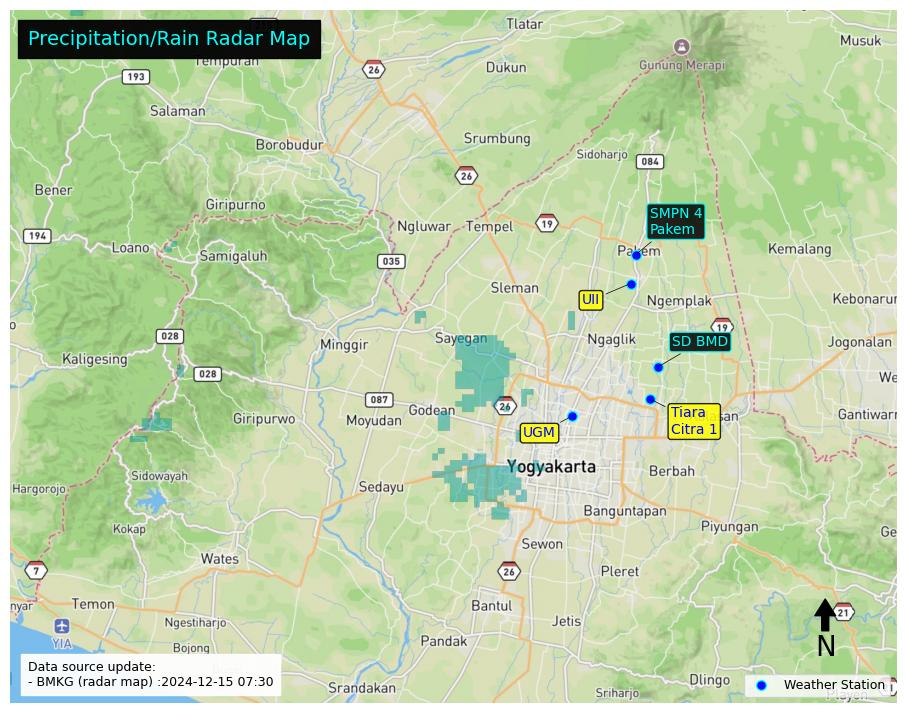 Precipitation/Rain Radar Map
Tlatar
Musuk
Tempuran
26
Gunung Merapi
Dukun
193
Salaman
Srumbung
Borobudur
Sidoharjo
084
26
Bener
Giripurno
SMPN 4
Pakem
19
Ngluwar
Tempel
194
Loano
Samigaluh
035
Kemalang
Sleman
UII
Ngemplak
19
028
Minggir
Sayegan
Ngaglik
SD BMD
Jogonalan
Kaligesing
028
087
Godean
26
Giripurwo
Moyudan
UGM
Tiara
Citra 1
Yogyakarta
Sidowayah
Sedayu
Berbah
Hargorojo
Banguntapan
Kokap
Piyungan
Wates
Sewon
7
26
Pleret
Temon
Bantul
21
Ngestiharjo
Jetis
YIA
Bojong
Pandak
N
Data source update:
- BMKG (radar map) :2024-12-15 07:30
Srandakan
Dlingo
Sriharjo
Weather Station